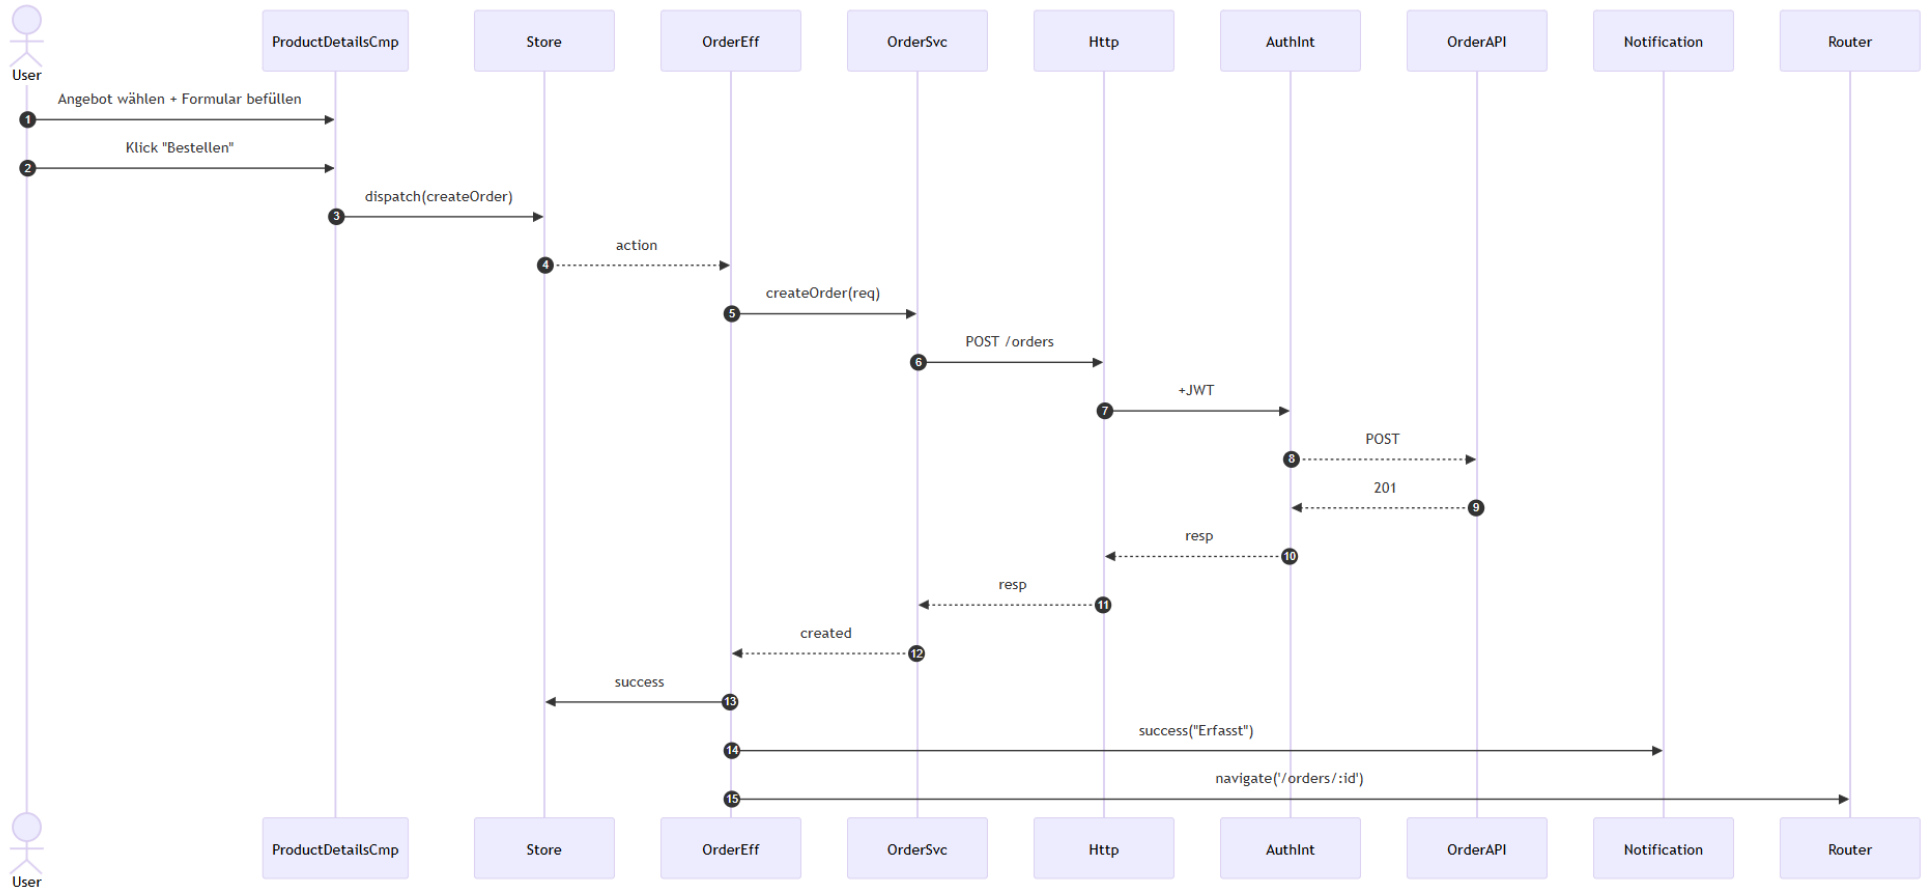 User
ProductDetailsCmp
Store
OrderEff
OrderSvc
Http
AuthInt
OrderAPI
Notification
Router
Angebot wählen + Formular befüllen
1
Klick "Bestellen"
2
dispatch(createOrder)
3
action
4
createOrder(req)
5
POST /orders
6
+JWT
7
POST
8
201
9
resp
10
resp
11
created
12
success
13
success("Erfasst")
14
navigate('/orders/:id')
15
User
ProductDetailsCmp
Store
OrderEff
OrderSvc
Http
AuthInt
OrderAPI
Notification
Router